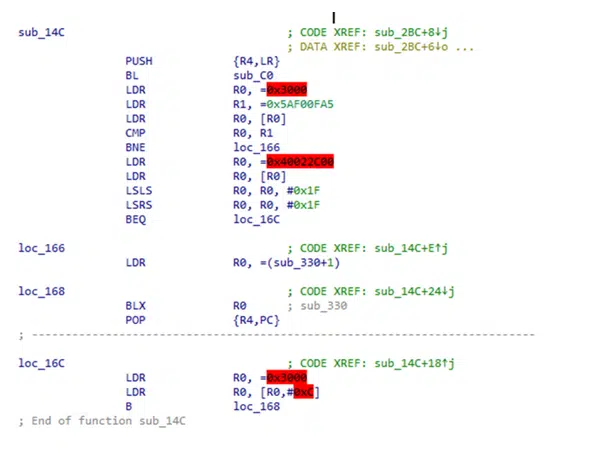 sub_14C ; CODE XREF: sub_2BC+8↓j
; DATA XREF: sub_2BC+6↓o ...
PUSH {R4,LR}
BL sub_C0
LDR R0, =0x3000
LDR R1, =0x5AF00FA5
LDR R0, [R0]
CMP R0, R1
BNE loc_166
LDR R0, =0x40022C00
LDR R0, [R0]
LSLS R0, R0, #0x1F
LSRS R0, R0, #0x1F
BEQ loc_16C
loc_166 ; CODE XREF: sub_14C+E↑j
LDR R0, =(sub_330+1)
loc_168 ; CODE XREF: sub_14C+24↓j
BLX R0 ; sub_330
POP {R4,PC}
; ---------------------------------------------------------------------------
loc_16C ; CODE XREF: sub_14C+18↑j
LDR R0, =0x3000
LDR R0, [R0,#0xC]
B loc_168
; End of function sub_14C